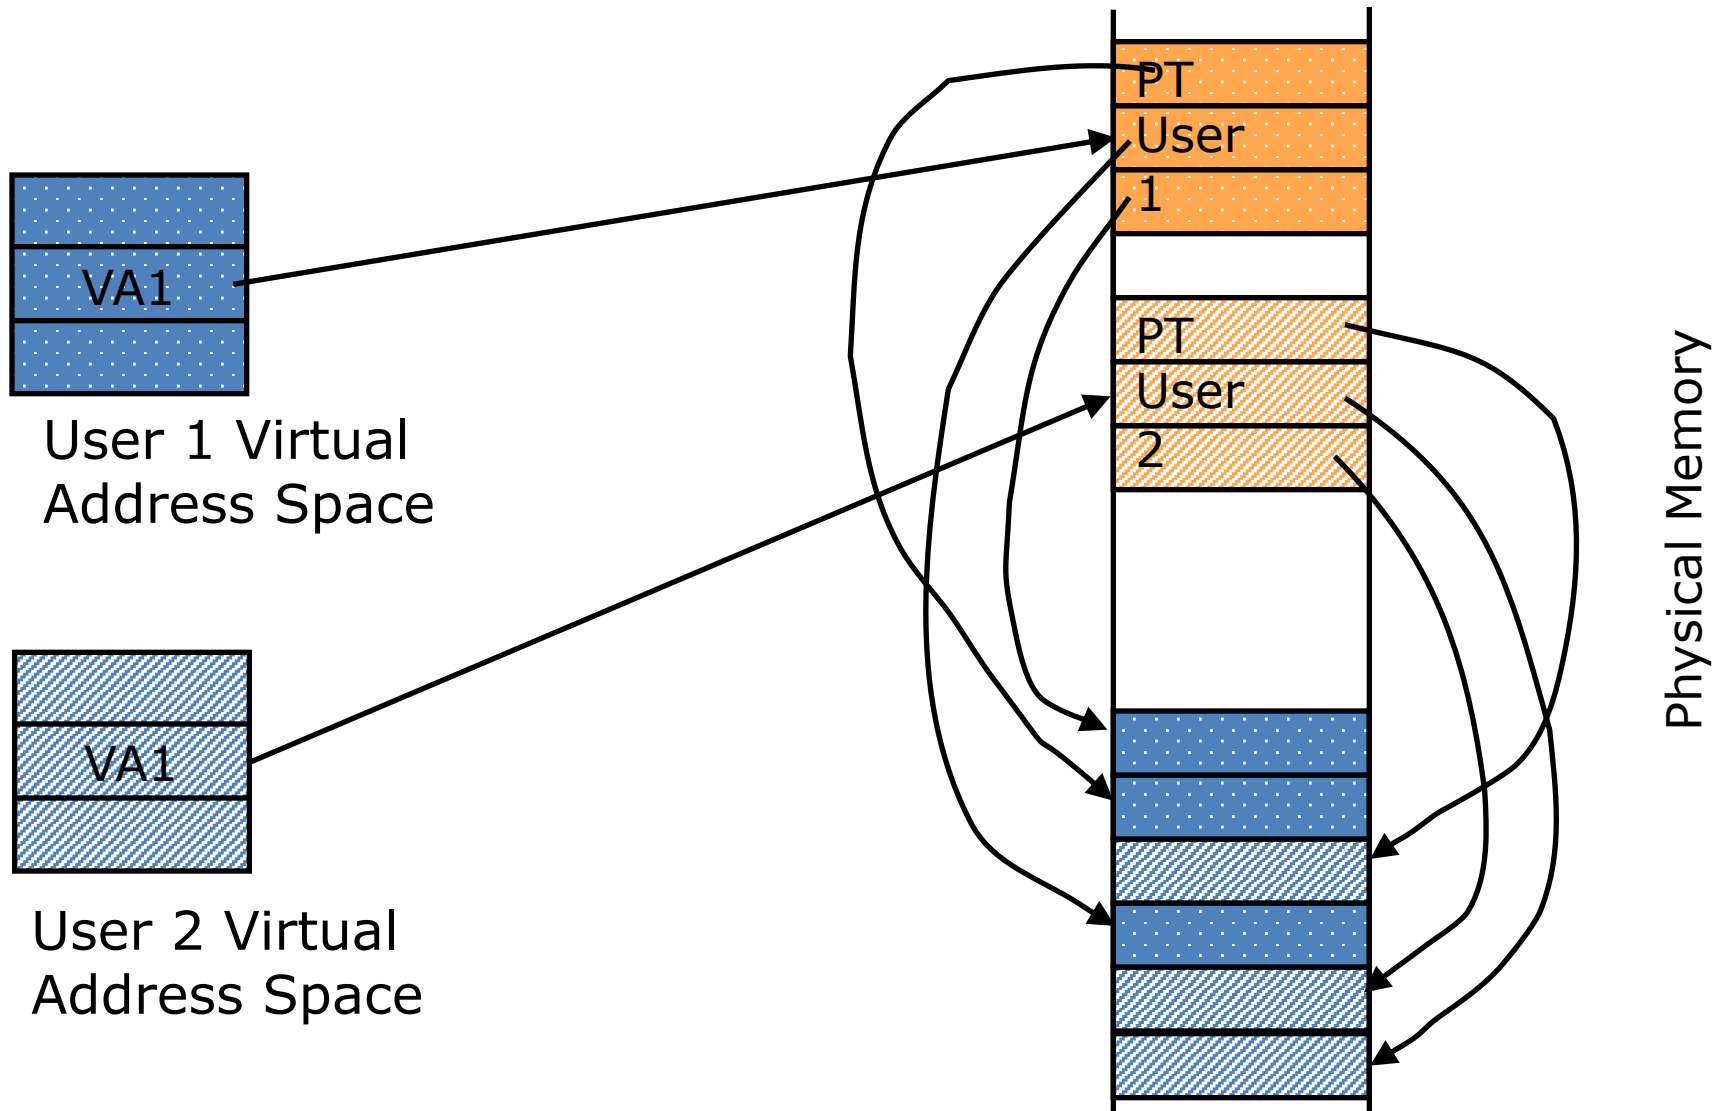 PT
User
1
VA1
User 1 Virtual
Address Space
PT
User
2
VA1
User 2 Virtual
Address Space
Physical Memory